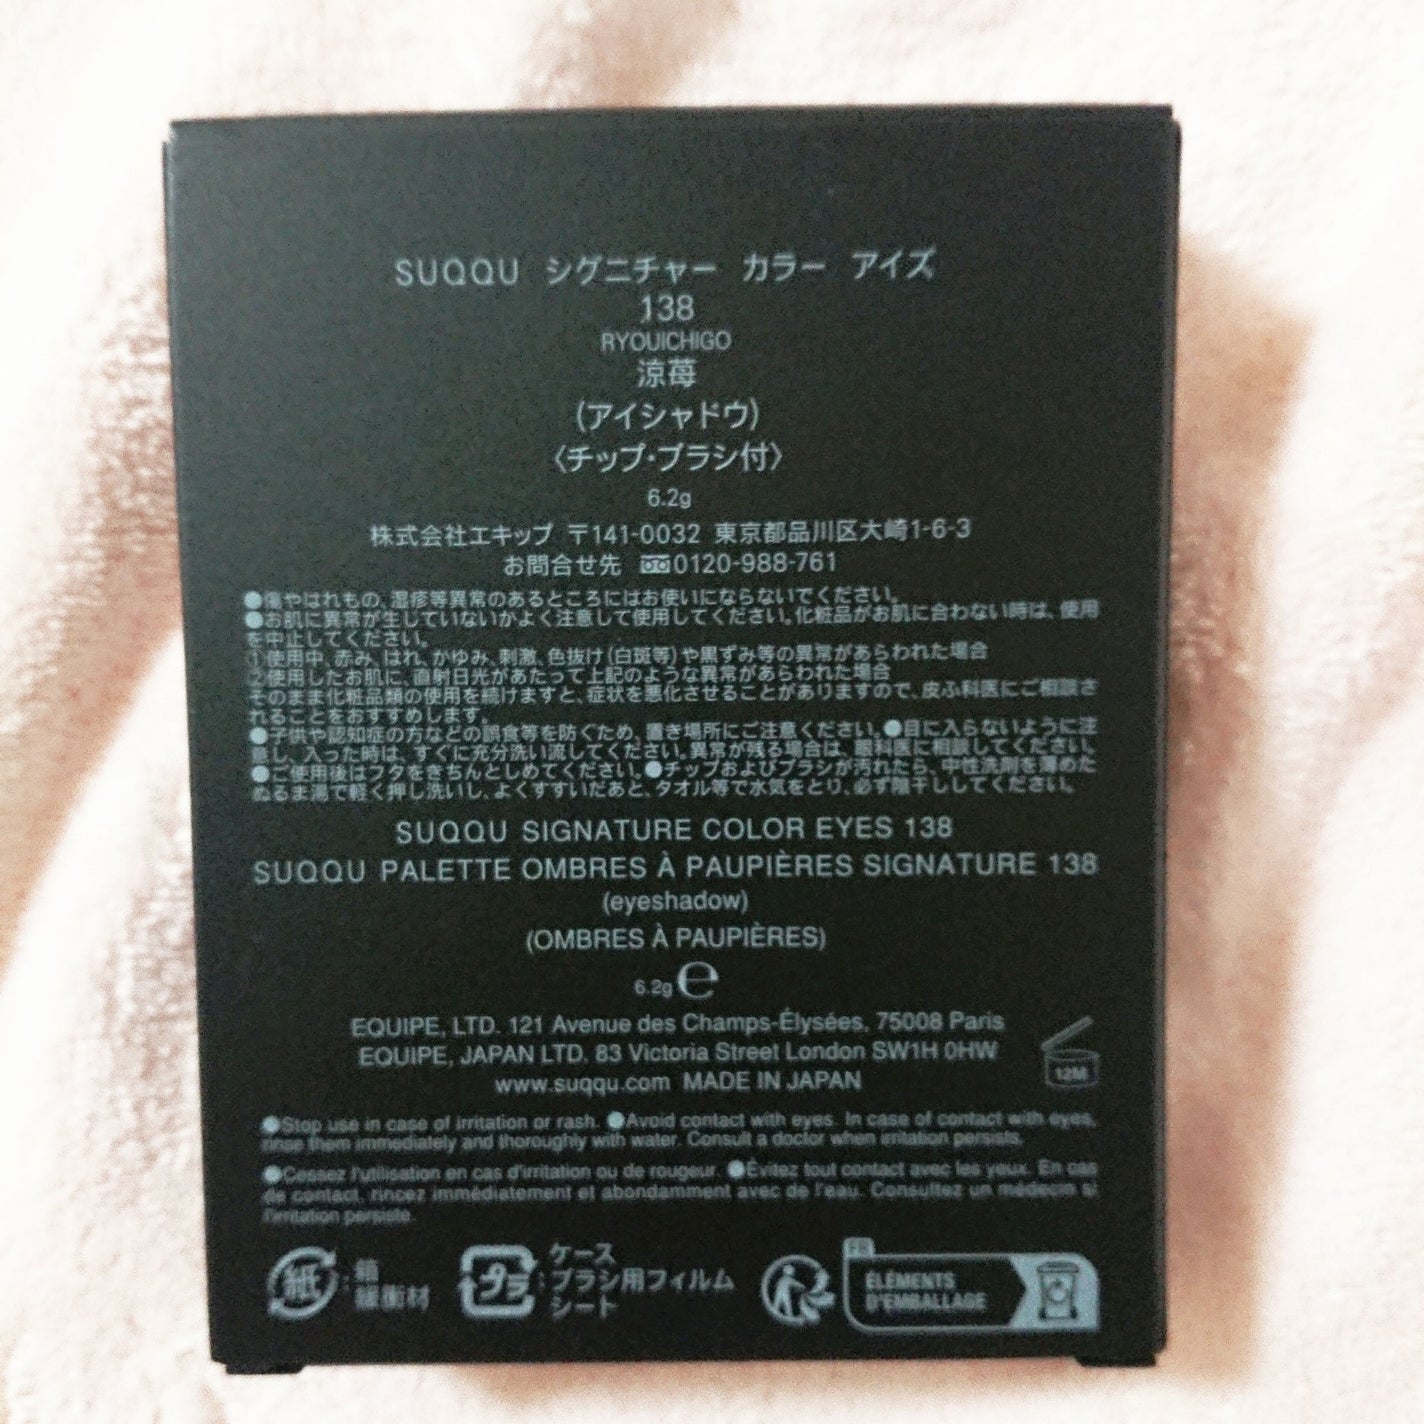 SUQQU シグニチャー カラー アイズ
138
RYOUICHIGO
涼苺
(アイシャドウ)
〈チップ・ブラシ付〉
6.2g
株式会社エキップ 〒141-0032 東京都品川区大崎1-6-3
お問合せ先 0120-988-761
●傷やはれもの、湿疹等異常のあるところにはお使いにならないでください。
●お肌に異常が生じていないかよく注意して使用してください。化粧品がお肌に合わない時は、使用
を中止してください。
①使用中、赤み、はれ、かゆみ、刺激、色抜け(白斑等)や黒ずみ等の異常があらわれた場合
②使用したお肌に、直射日光があたって上記のような異常があらわれた場合
そのまま化粧品類の使用を続けますと、症状を悪化させることがありますので、皮ふ科医にご相談さ
れることをおすすめします。
●子供や認知症の方などの誤食等を防ぐため、置き場所にご注意ください。●目に入らないように注
意し、入った時は、すぐに充分洗い流してください。異常が残る場合は、眼科医に相談してください。
●ご使用後はフタをきちんとしめてください。●チップおよびブラシが汚れたら、中性洗剤を薄めた
ぬるま湯で軽く押し洗いし、よくすすいだあと、タオル等で水気をとり、必ず陰干ししてください。
SUQQU SIGNATURE COLOR EYES 138
SUQQU PALETTE OMBRES À PAUPIÈRES SIGNATURE 138
(eyeshadow)
(OMBRES À PAUPIÈRES)
6.2g ℮
EQUIPE, LTD. 121 Avenue des Champs-Élysées, 75008 Paris
EQUIPE, JAPAN LTD. 83 Victoria Street London SW1H 0HW
www.suqqu.com MADE IN JAPAN
12M
●Stop use in case of irritation or rash. ●Avoid contact with eyes. In case of contact with eyes,
rinse them immediately and thoroughly with water. Consult a doctor when irritation persists.
●Cessez l'utilisation en cas d'irritation ou de rougeur. ●Évitez tout contact avec les yeux. En cas
de contact, rincez immédiatement et abondamment avec de l'eau. Consultez un médecin si
l'irritation persiste.
紙:箱
緩衝材
プラ:ケース
ブラシ用フィルム
シート
FR
ÉLÉMENTS
D'EMBALLAGE